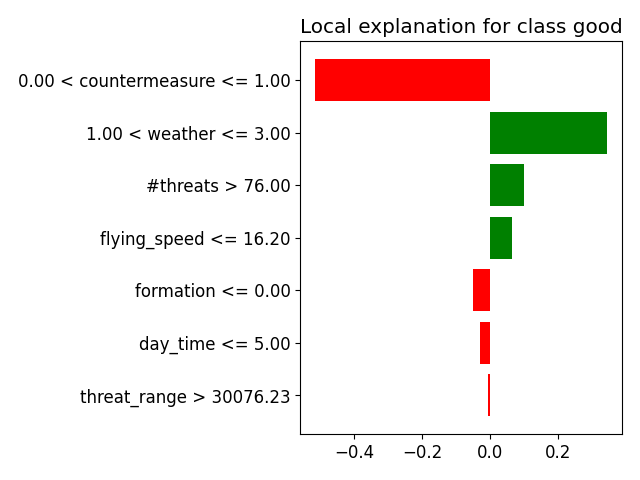 Local explanation for class good
0.00 < countermeasure <= 1.00
1.00 < weather <= 3.00
#threats > 76.00
flying_speed <= 16.20
formation <= 0.00
day_time <= 5.00
threat_range > 30076.23
−0.4 −0.2 0.0 0.2